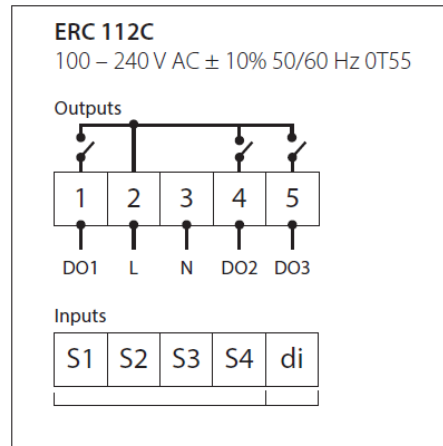 ERC 112C
100 – 240 V AC ± 10% 50/60 Hz 0T55
Outputs
1 2 3 4 5
DO1 L N DO2 DO3
Inputs
S1 S2 S3 S4 di